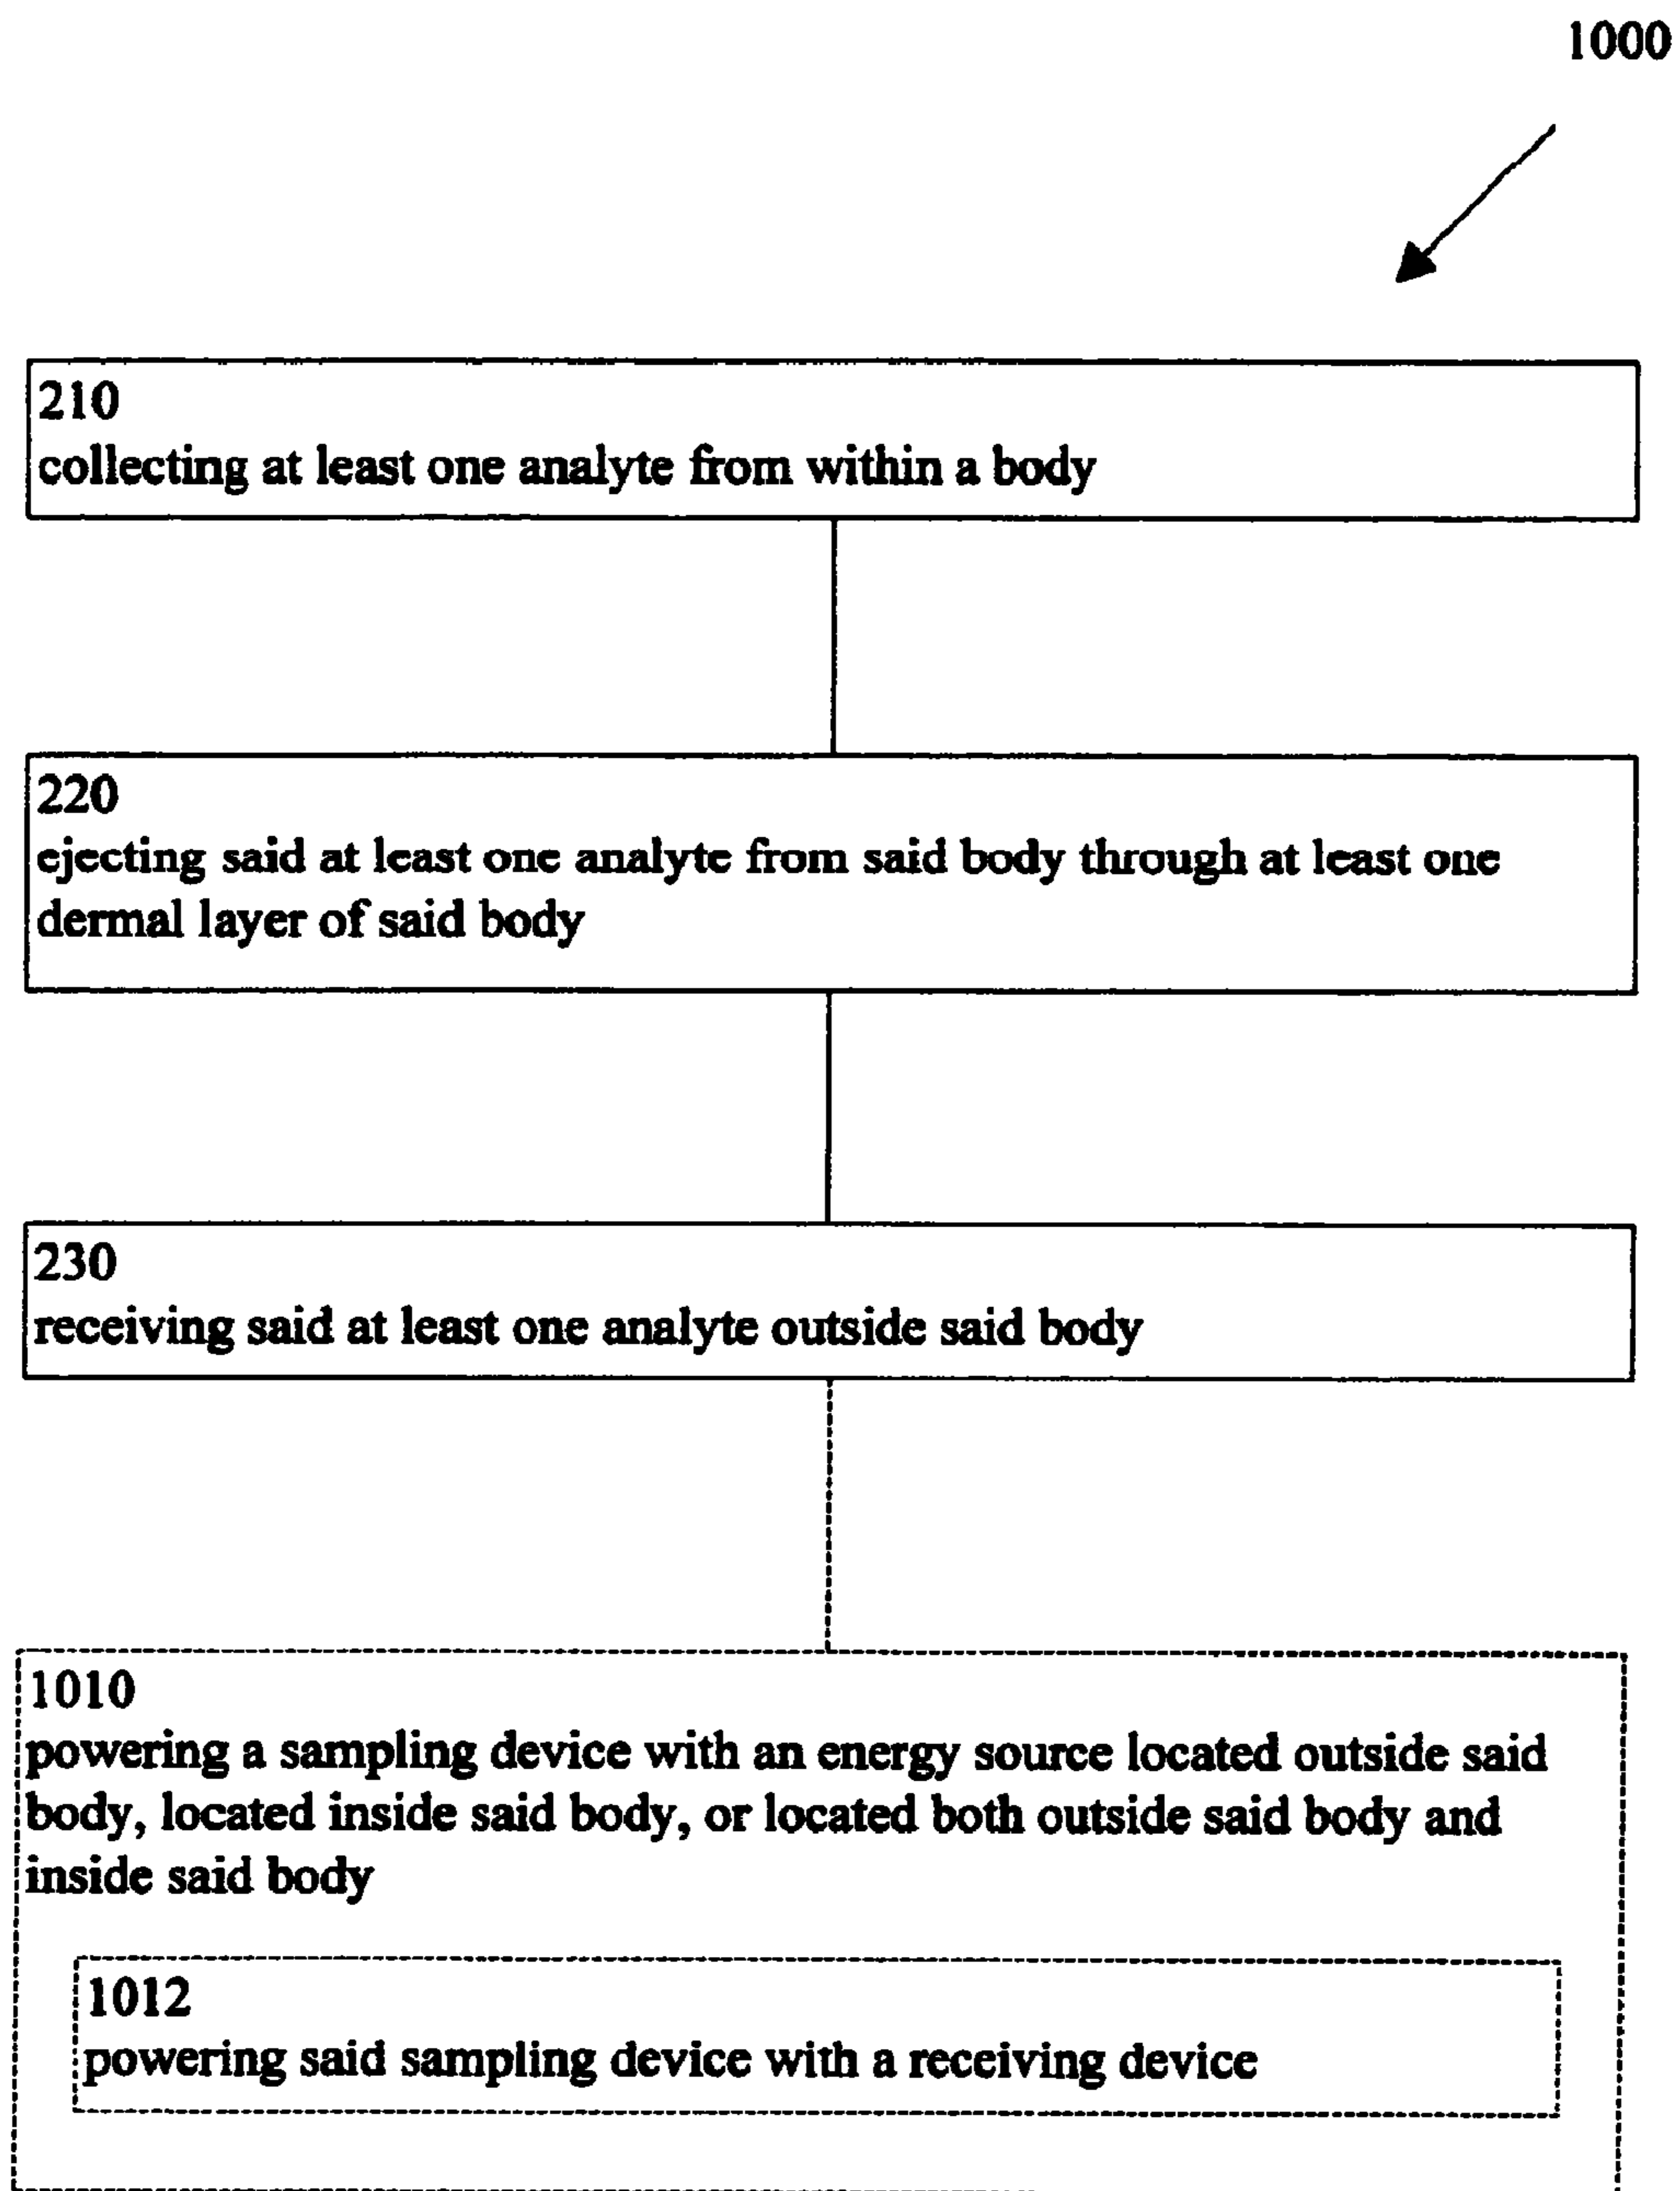 1000
210
collecting at least one analyte from within a body
220
ejecting said at least one analyte from said body through at least one
dermal layer of said body
230
receiving said at least one analyte outside said body
1010
powering a sampling device with an energy source located outside said
body, located inside said body, or located both outside said body and
inside said body
1012
powering said sampling device with a receiving device